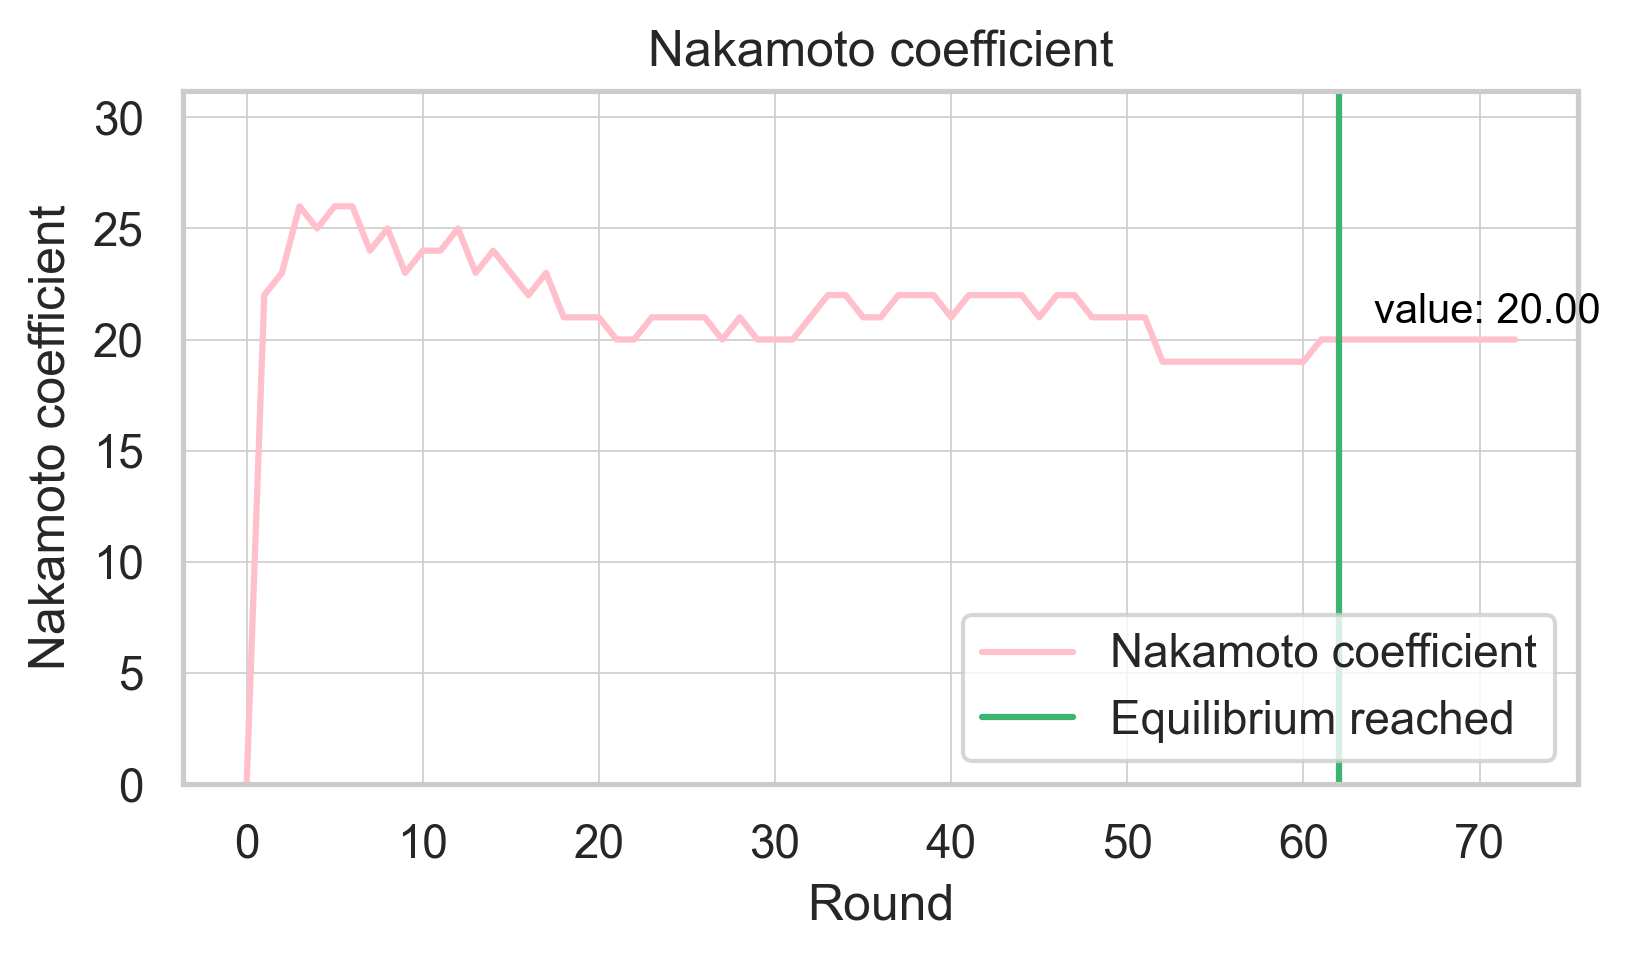 Nakamoto coefficient
Nakamoto coefficient
30
25
20
15
10
5
0
value: 20.00
Nakamoto coefficient
Equilibrium reached
0 10 20 30 40 50 60 70
Round